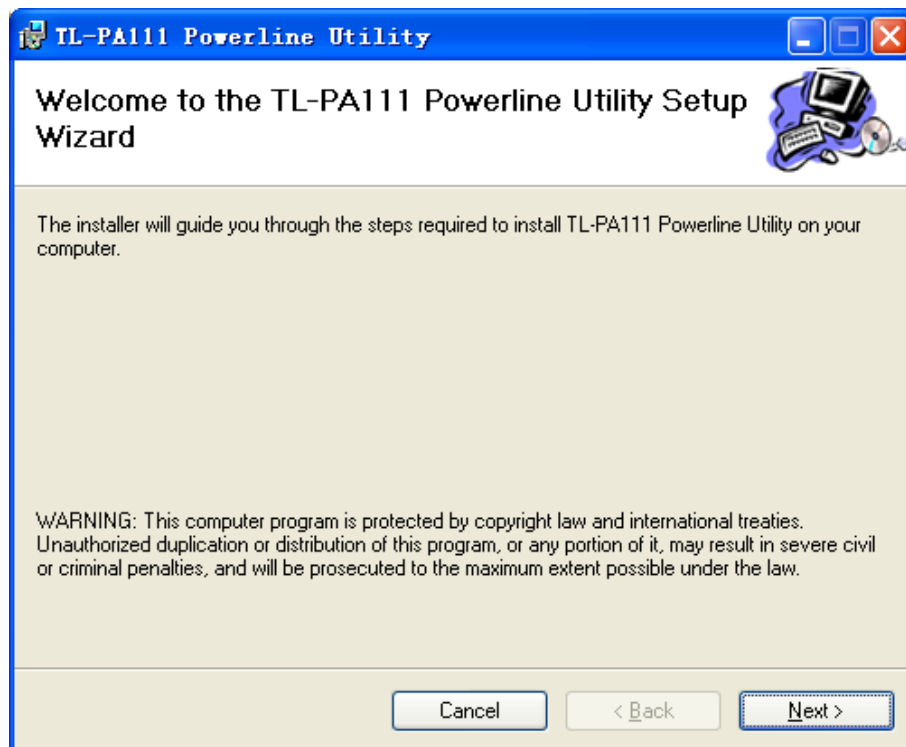 TL-PA111 Powerline Utility
Welcome to the TL-PA111 Powerline Utility Setup
Wizard
The installer will guide you through the steps required to install TL-PA111 Powerline Utility on your
computer.
WARNING: This computer program is protected by copyright law and international treaties.
Unauthorized duplication or distribution of this program, or any portion of it, may result in severe civil
or criminal penalties, and will be prosecuted to the maximum extent possible under the law.
Cancel
< Back
Next >